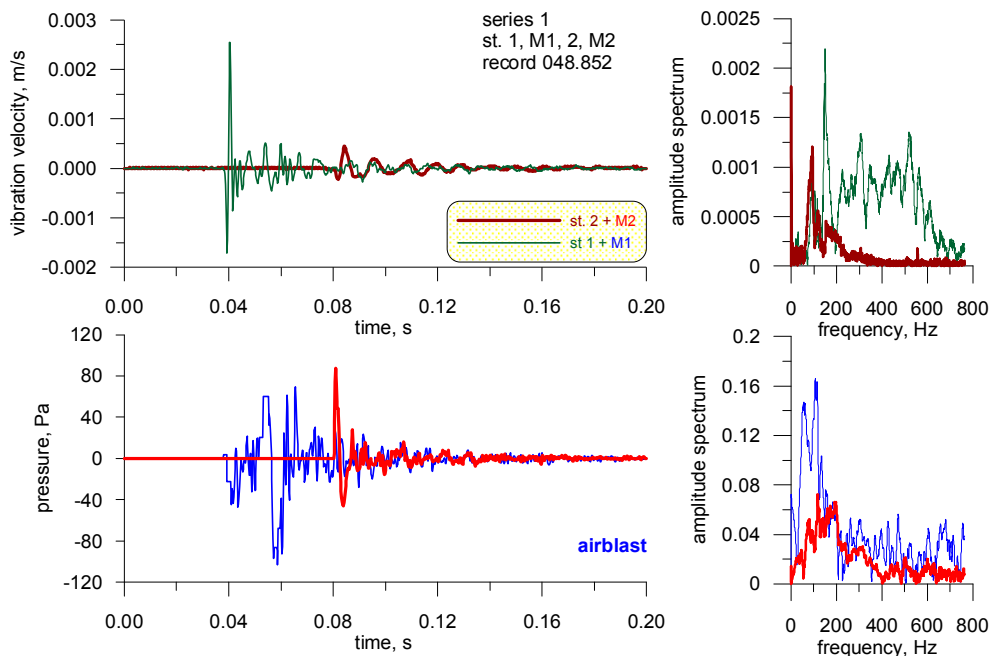 series 1
st. 1, M1, 2, M2
record 048.852
vibration velocity, m/s
0.003
0.002
0.001
0.000
-0.001
-0.002
st. 2 + M2
st 1 + M1
0.00 0.04 0.08 0.12 0.16 0.20
time, s
amplitude spectrum
0.0025
0.002
0.0015
0.001
0.0005
0
0 200 400 600 800
frequency, Hz
pressure, Pa
120
80
40
0
-40
-80
-120
airblast
0.00 0.04 0.08 0.12 0.16 0.20
time, s
amplitude spectrum
0.2
0.16
0.12
0.08
0.04
0
0 200 400 600 800
frequency, Hz